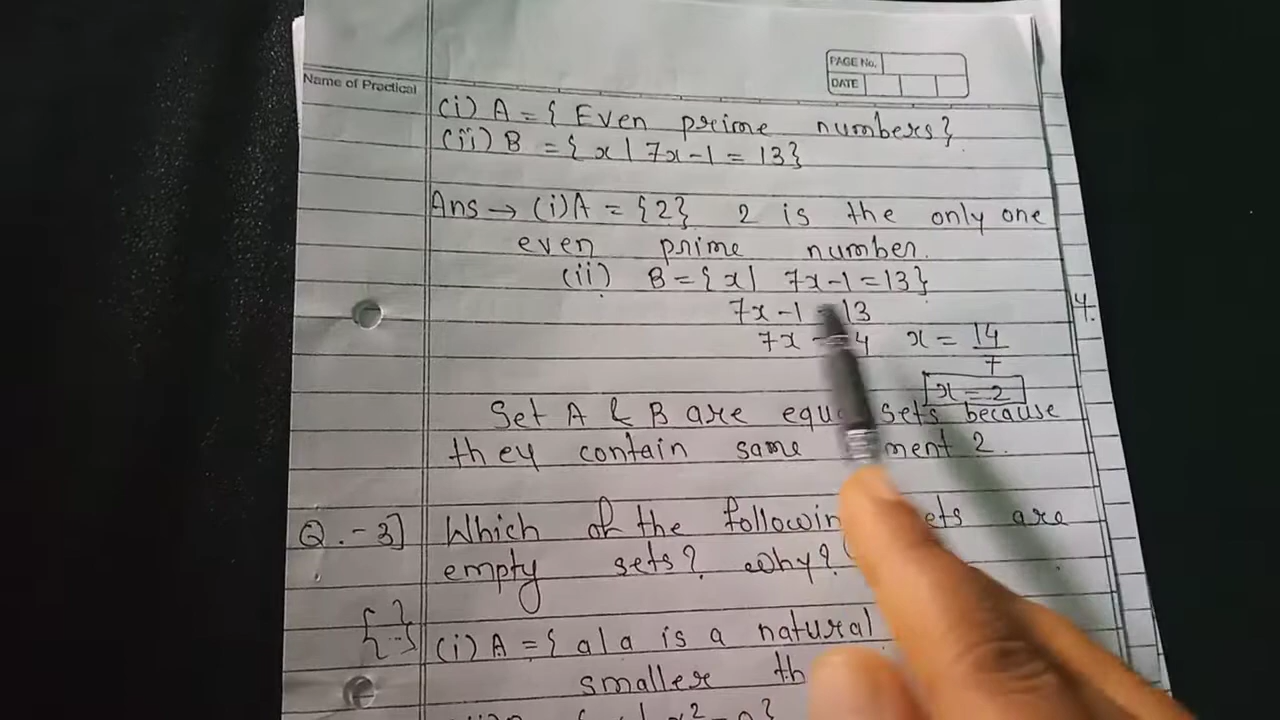 PAGE No.
DATE
Name of Practical
(i) A = { Even prime numbers}
(ii) B = { x | 7x-1 = 13}
Ans → (i) A = {2} 2 is the only one
even prime number.
(ii) B = { x | 7x-1 = 13}
7x-1 = 13
7x = 4 x = 14/7
x = 2
4.
Set A & B are equ sets because
they contain same ment 2.
Q.-3] Which of the followin ets are
empty sets? why?
{ }
(i) A = { a | a is a natural
smaller th